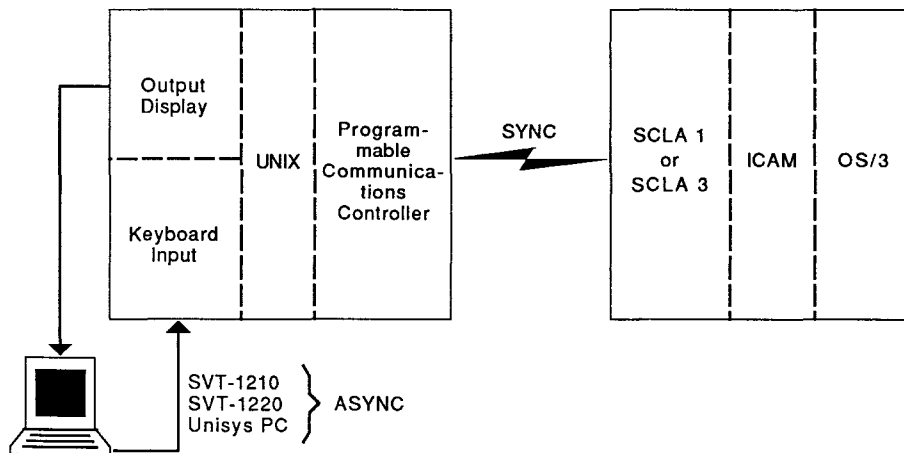 Output
Display
Keyboard
Input
UNIX
Program-
mable
Communica-
tions
Controller
SYNC
SCLA 1
or
SCLA 3
ICAM
OS/3
SVT-1210
SVT-1220
Unisys PC
ASYNC